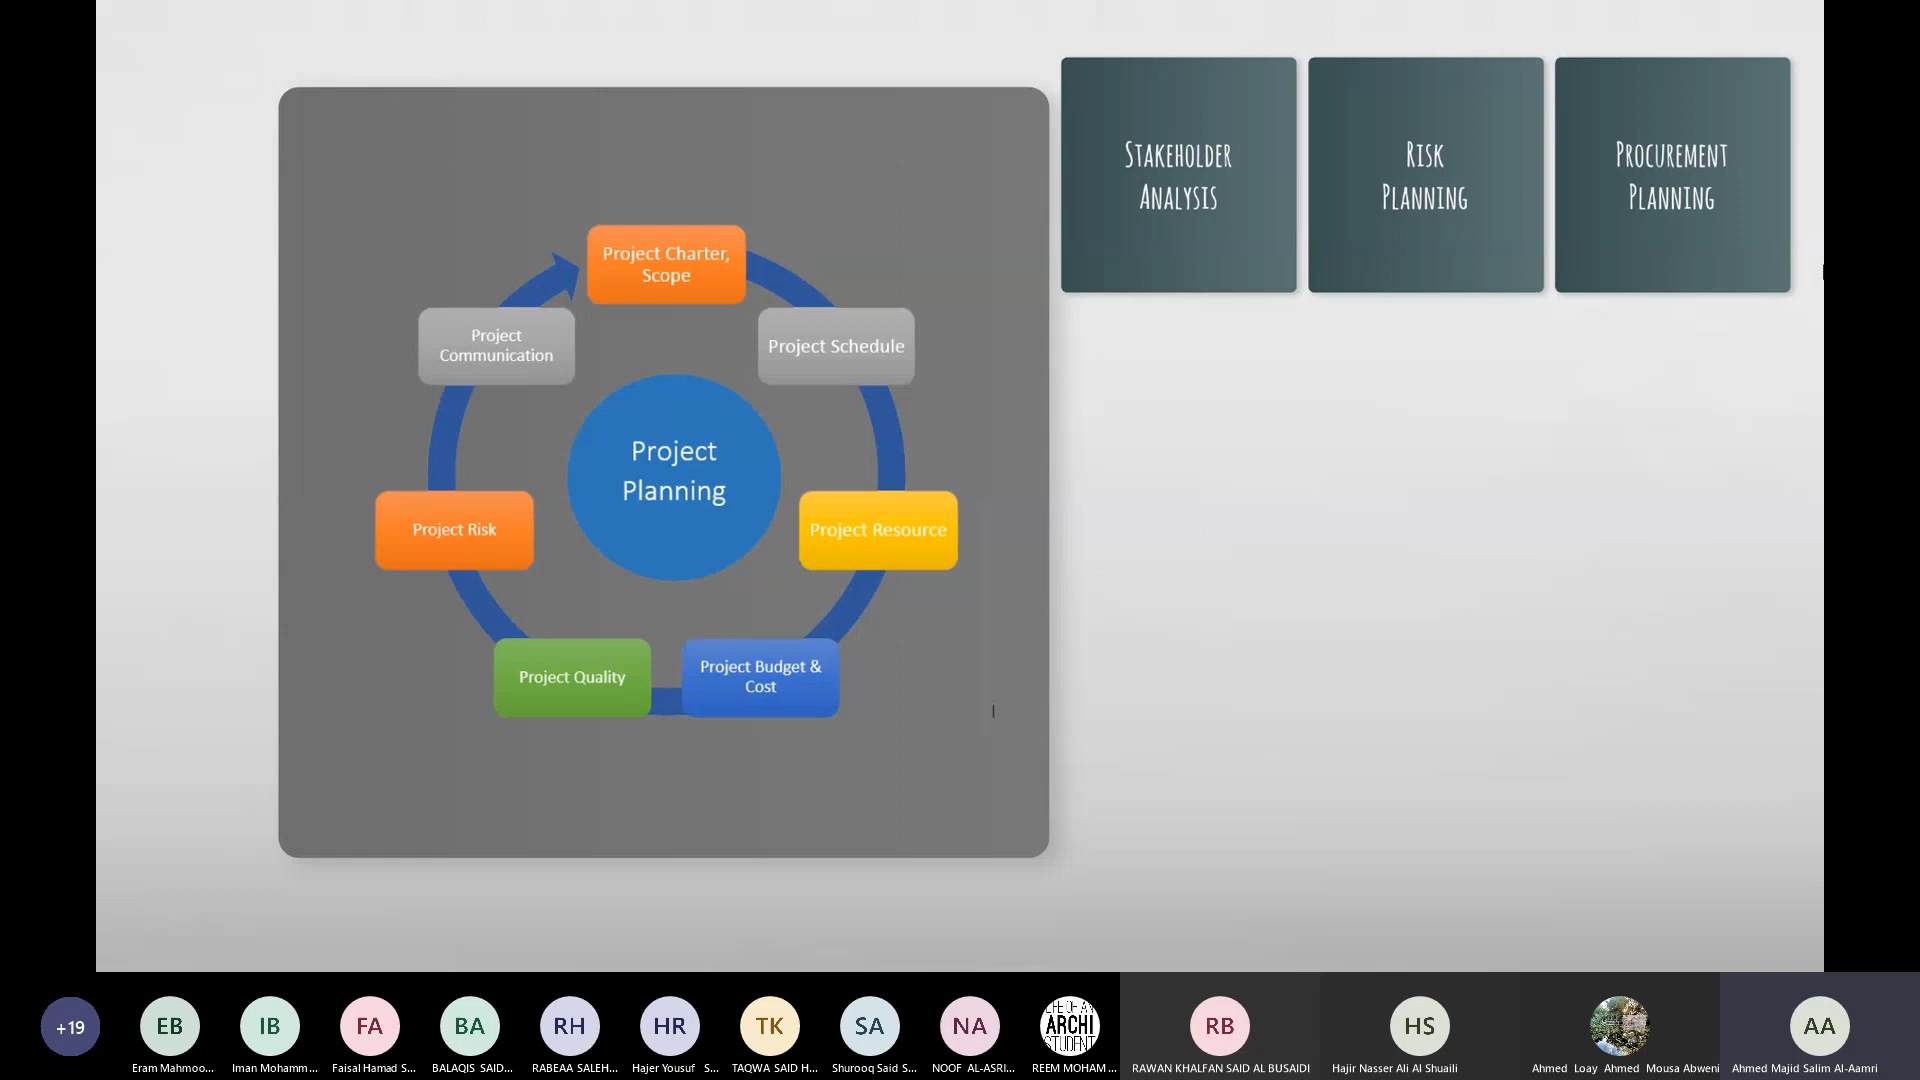 STAKEHOLDER
ANALYSIS
RISK
PLANNING
PROCUREMENT
PLANNING
Project Charter,
Scope
Project Schedule
Project Resource
Project Budget &
Cost
Project Quality
Project Risk
Project
Communication
Project
Planning
+19
EB
Eram Mahmoo...
IB
Iman Mohamm...
FA
Faisal Hamad S...
BA
BALAQIS SAID...
RH
RABEAA SALEH...
HR
Hajer Yousuf S...
TK
TAQWA SAID H...
SA
Shurooq Said S...
NA
NOOF AL-ASRI...
ARCHI
STUDENT
REEM MOHAM...
RB
RAWAN KHALFAN SAID AL BUSAIDI
HS
Hajir Nasser Ali Al Shuaili
Ahmed Loay Ahmed Mousa Abweni
AA
Ahmed Majid Salim Al-Aamri